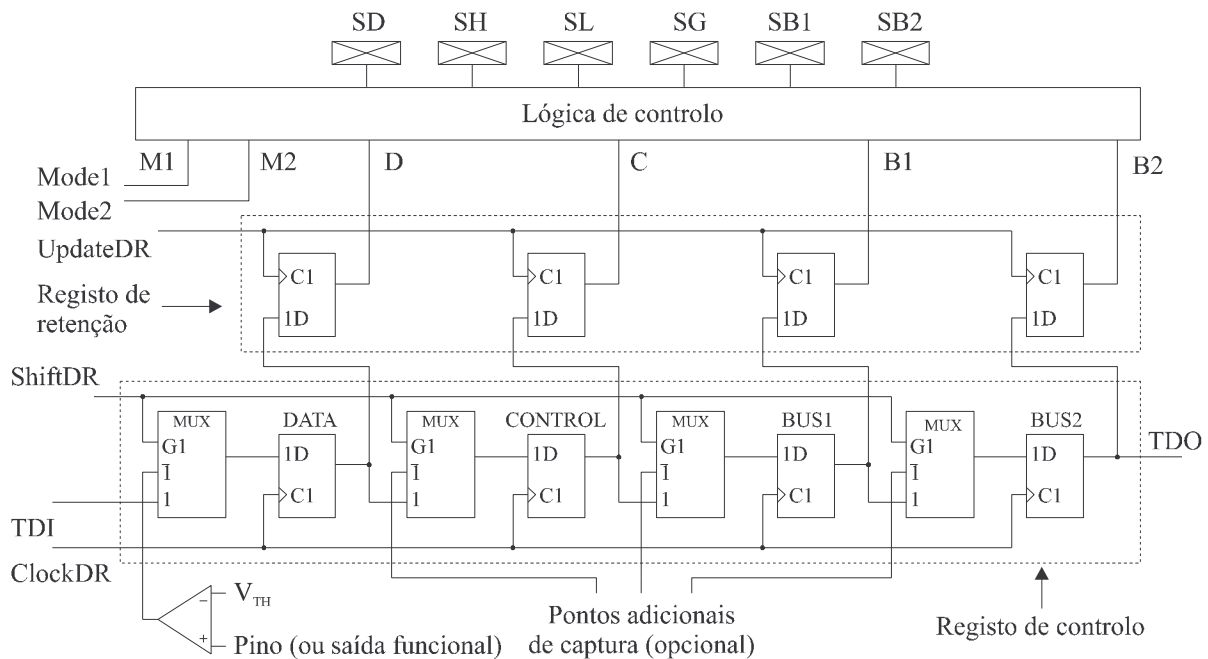 SD SH SL SG SB1 SB2
Lógica de controlo
M1 M2 D C B1 B2
Mode1
Mode2
UpdateDR
C1 C1 C1 C1
Registo de
retenção
1D 1D 1D 1D
ShiftDR
MUX DATA MUX CONTROL MUX BUS1 MUX BUS2
G1 1D G1 1D G1 1D G1 1D
TDO
1 1 1 1
1 C1 1 C1 1 C1 1 C1
TDI
ClockDR
V_TH
−
+
Pino (ou saída funcional)
Pontos adicionais
de captura (opcional)
Registo de controlo